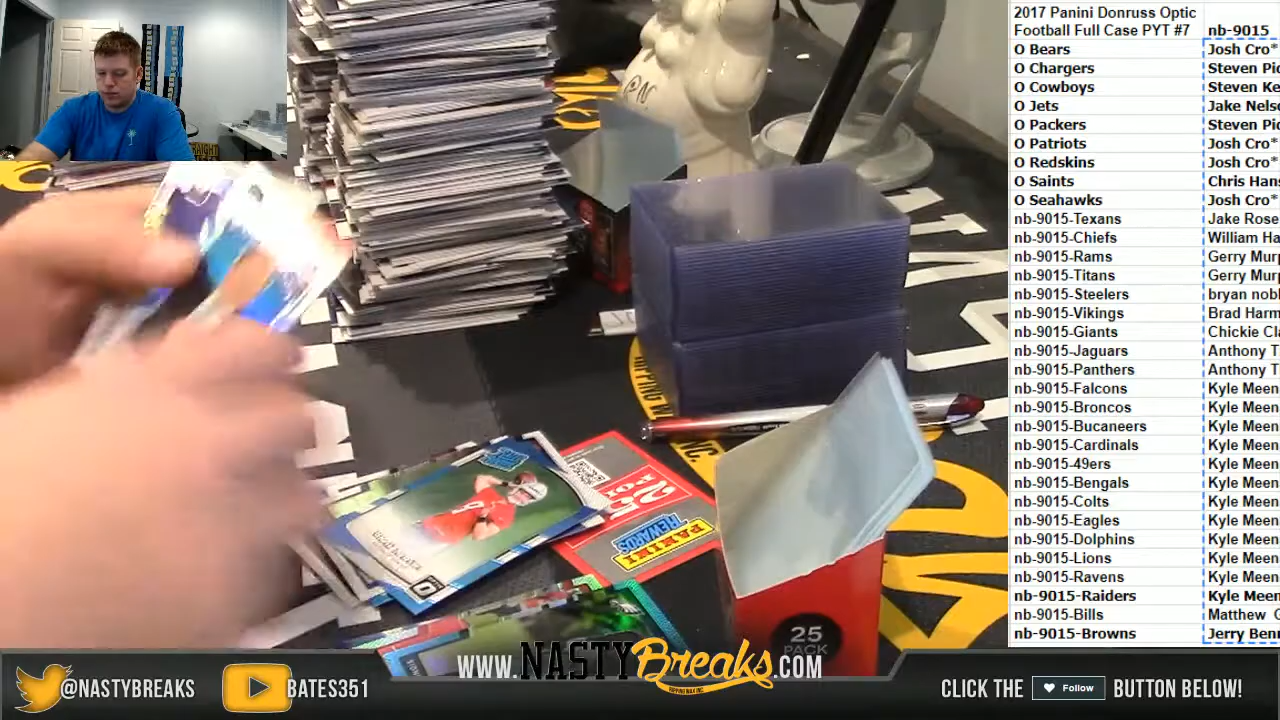 2017 Panini Donruss Optic
Football Full Case PYT #7 nb-9015
O Bears Josh Cro*
O Chargers Steven Pic
O Cowboys Steven Ke
O Jets Jake Nels
O Packers Steven Pic
O Patriots Josh Cro*
O Redskins Josh Cro*
O Saints Chris Hans
O Seahawks Josh Cro*
nb-9015-Texans Jake Rose
nb-9015-Chiefs William Ha
nb-9015-Rams Gerry Murp
nb-9015-Titans Gerry Murp
nb-9015-Steelers bryan nobl
nb-9015-Vikings Brad Harm
nb-9015-Giants Chickie Cla
nb-9015-Jaguars Anthony T
nb-9015-Panthers Anthony T
nb-9015-Falcons Kyle Meen
nb-9015-Broncos Kyle Meen
nb-9015-Bucaneers Kyle Meen
nb-9015-Cardinals Kyle Meen
nb-9015-49ers Kyle Meen
nb-9015-Bengals Kyle Meen
nb-9015-Colts Kyle Meen
nb-9015-Eagles Kyle Meen
nb-9015-Dolphins Kyle Meen
nb-9015-Lions Kyle Meen
nb-9015-Ravens Kyle Meen
nb-9015-Raiders Kyle Meen
nb-9015-Bills Matthew C
nb-9015-Browns Jerry Benn
PANINI
REWARDS
25
PACK
@NASTYBREAKS
BATES351
WWW.NASTYBreaks.COM
RIPPING WAX INC.
CLICK THE Follow BUTTON BELOW!